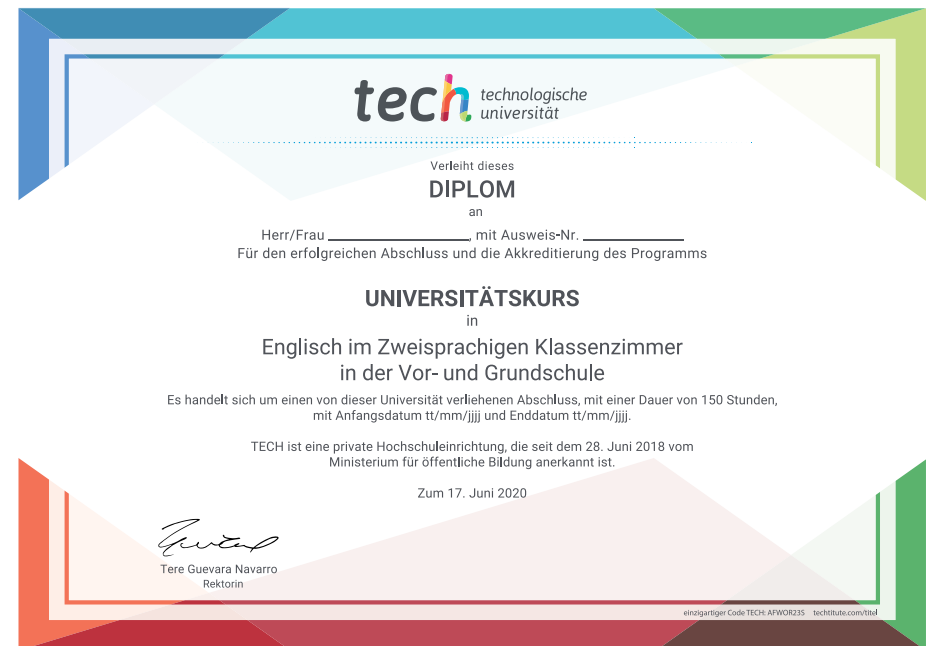 tech technologische
universität
Verleiht dieses
DIPLOM
an
Herr/Frau ____________________, mit Ausweis-Nr. ______________
Für den erfolgreichen Abschluss und die Akkreditierung des Programms
UNIVERSITÄTSKURS
in
Englisch im Zweisprachigen Klassenzimmer
in der Vor- und Grundschule
Es handelt sich um einen von dieser Universität verliehenen Abschluss, mit einer Dauer von 150 Stunden,
mit Anfangsdatum tt/mm/jjjj und Enddatum tt/mm/jjjj.
TECH ist eine private Hochschuleinrichtung, die seit dem 28. Juni 2018 vom
Ministerium für öffentliche Bildung anerkannt ist.
Zum 17. Juni 2020
Tere Guevara Navarro
Rektorin
einzigartiger Code TECH: AFWOR23S techtitute.com/titel